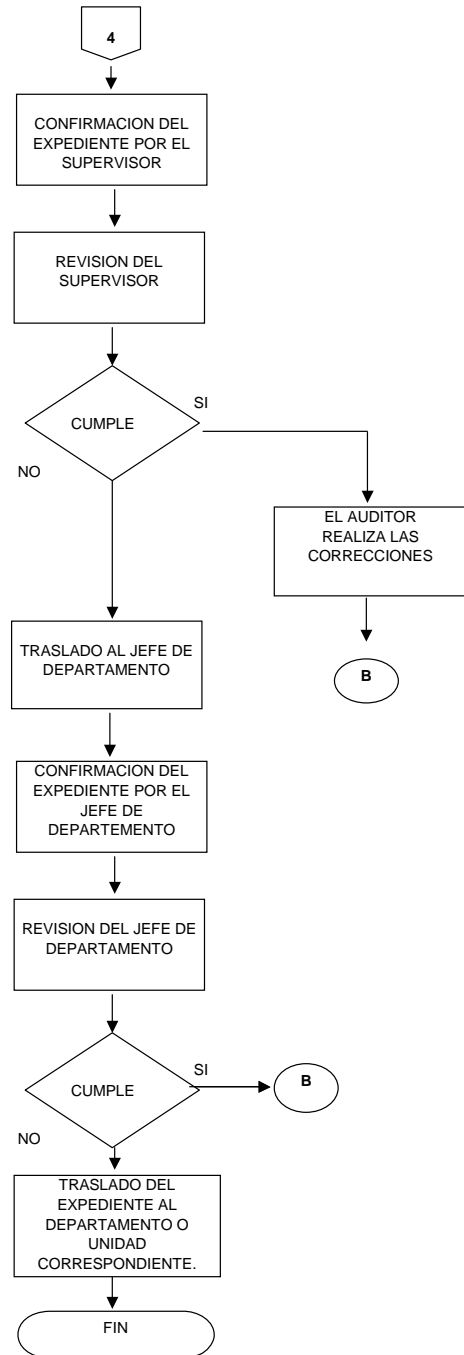 4
CONFIRMACION DEL
EXPEDIENTE POR EL
SUPERVISOR
REVISION DEL
SUPERVISOR
CUMPLE
SI
NO
EL AUDITOR
REALIZA LAS
CORRECCIONES
B
TRASLADO AL JEFE DE
DEPARTAMENTO
CONFIRMACION DEL
EXPEDIENTE POR EL
JEFE DE
DEPARTEMENTO
REVISION DEL JEFE DE
DEPARTAMENTO
CUMPLE
SI
B
NO
TRASLADO DEL
EXPEDIENTE AL
DEPARTAMENTO O
UNIDAD
CORRESPONDIENTE.
FIN